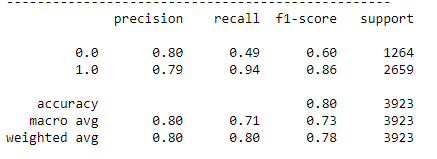 -----------------------------------------------------
precision recall f1-score support
0.0 0.80 0.49 0.60 1264
1.0 0.79 0.94 0.86 2659
accuracy 0.80 3923
macro avg 0.80 0.71 0.73 3923
weighted avg 0.80 0.80 0.78 3923